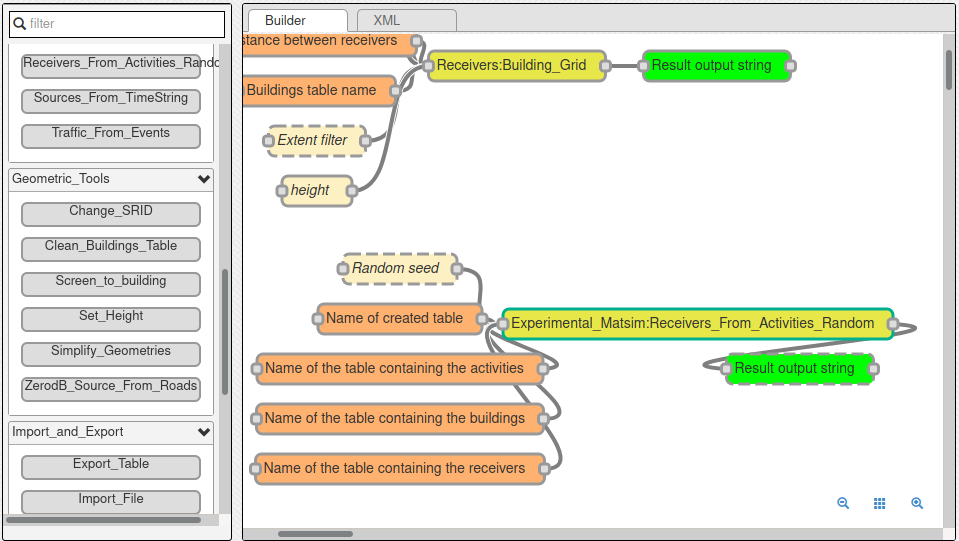 filter
Receivers_From_Activities_Rando
Sources_From_TimeString
Traffic_From_Events
Geometric_Tools
Change_SRID
Clean_Buildings_Table
Screen_to_building
Set_Height
Simplify_Geometries
ZerodB_Source_From_Roads
Import_and_Export
Export_Table
Import_File
Builder
XML
stance between receivers
Receivers:Building_Grid
Result output string
Buildings table name
Extent filter
height
Random seed
Name of created table
Experimental_Matsim:Receivers_From_Activities_Random
Name of the table containing the activities
Result output string
Name of the table containing the buildings
Name of the table containing the receivers